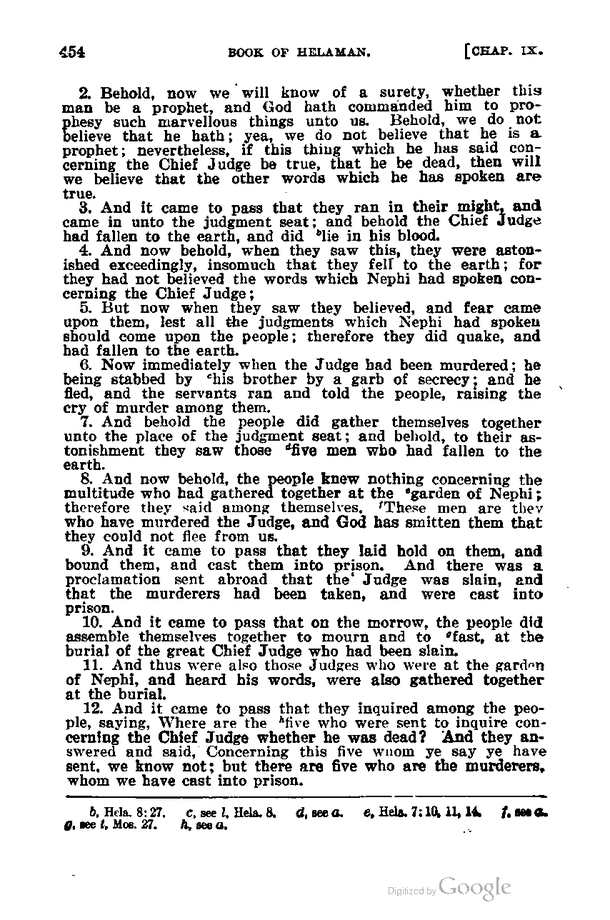 454 BOOK OF HELAMAN. [CHAP. IX.
2. Behold, now we will know of a surety, whether this
man be a prophet, and God hath commanded him to pro-
phesy such marvellous things unto us. Behold, we do not
believe that he hath; yea, we do not believe that he is a
prophet; nevertheless, if this thing which he has said con-
cerning the Chief Judge be true, that he be dead, then will
we believe that the other words which he has spoken are
true.
3. And it came to pass that they ran in their might, and
came in unto the judgment seat; and behold the Chief Judge
had fallen to the earth, and did ᵇlie in his blood.
4. And now behold, when they saw this, they were aston-
ished exceedingly, insomuch that they fell to the earth; for
they had not believed the words which Nephi had spoken con-
cerning the Chief Judge;
5. But now when they saw they believed, and fear came
upon them, lest all the judgments which Nephi had spoken
should come upon the people; therefore they did quake, and
had fallen to the earth.
6. Now immediately when the Judge had been murdered; he
being stabbed by ᶜhis brother by a garb of secrecy; and he
fled, and the servants ran and told the people, raising the
cry of murder among them.
7. And behold the people did gather themselves together
unto the place of the judgment seat; and behold, to their as-
tonishment they saw those ᵈfive men who had fallen to the
earth.
8. And now behold, the people knew nothing concerning the
multitude who had gathered together at the ᵉgarden of Nephi;
therefore they said among themselves, ᶠThese men are they
who have murdered the Judge, and God has smitten them that
they could not flee from us.
9. And it came to pass that they laid hold on them, and
bound them, and cast them into prison. And there was a
proclamation sent abroad that the Judge was slain, and
that the murderers had been taken, and were cast into
prison.
10. And it came to pass that on the morrow, the people did
assemble themselves together to mourn and to ᵍfast, at the
burial of the great Chief Judge who had been slain.
11. And thus were also those Judges who were at the garden
of Nephi, and heard his words, were also gathered together
at the burial.
12. And it came to pass that they inquired among the peo-
ple, saying, Where are the ʰfive who were sent to inquire con-
cerning the Chief Judge whether he was dead? And they an-
swered and said, Concerning this five whom ye say ye have
sent, we know not; but there are five who are the murderers,
whom we have cast into prison.
b, Hela. 8:27. c, see l, Hela. 8. d, see a. e, Hela. 7:10, 11, 14. f, see a.
g, see t, Mos. 27. h, see a.
Digitized by Google